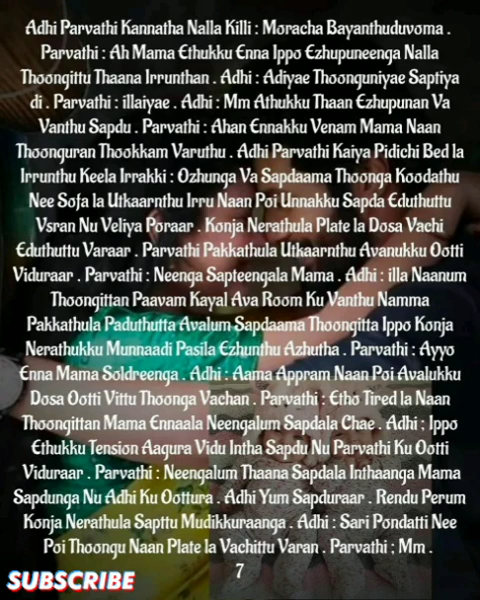 Adhi Parvathi Kannatha Nalla Killi : Moracha Bayanthuduvoma .
Parvathi : Ah Mama Ethukku Enna Ippo Ezhupuneenga Nalla
Thoongittu Thaana Irrunthan . Adhi : Adiyae Thoonguniyae Saptiya
di . Parvathi : illaiyae . Adhi : Mm Athukku Thaan Ezhupunan Va
Vanthu Sapdu . Parvathi : Ahan Ennakku Venam Mama Naan
Thoonguran Thookkam Varuthu . Adhi Parvathi Kaiya Pidichi Bed la
Irrunthu Keela Irrakki : Ozhunga Va Sapdaama Thoonga Koodathu
Nee Sofa la Utkaarnthu Irru Naan Poi Unnakku Sapda Eduthuttu
Vsran Nu Veliya Poraar . Konja Nerathula Plate la Dosa Vachi
Eduthuttu Varaar . Parvathi Pakkathula Utkaarnthu Avanukku Ootti
Viduraar . Parvathi : Neenga Sapteengala Mama . Adhi : illa Naanum
Thoongittan Paavam Kayal Ava Room Ku Vanthu Namma
Pakkathula Paduthutta Avalum Sapdaama Thoongitta Ippo Konja
Nerathukku Munnaadi Pasila Ezhunthu Azhutha . Parvathi : Ayyo
Enna Mama Soldreenga . Adhi : Aama Appram Naan Poi Avalukku
Dosa Ootti Vittu Thoonga Vachan . Parvathi : Etho Tired la Naan
Thoongittan Mama Ennaala Neengalum Sapdala Chae . Adhi ; Ippo
Ethukku Tension Aagura Vidu Intha Sapdu Nu Parvathi Ku Ootti
Viduraar . Parvathi : Neengalum Thaana Sapdala Inthaanga Mama
Sapdunga Nu Adhi Ku Oottura . Adhi Yum Sapduraar . Rendu Perum
Konja Nerathula Sapttu Mudikkuraanga . Adhi : Sari Pondatti Nee
Poi Thoongu Naan Plate la Vachittu Varan . Parvathi ; Mm .
7
SUBSCRIBE